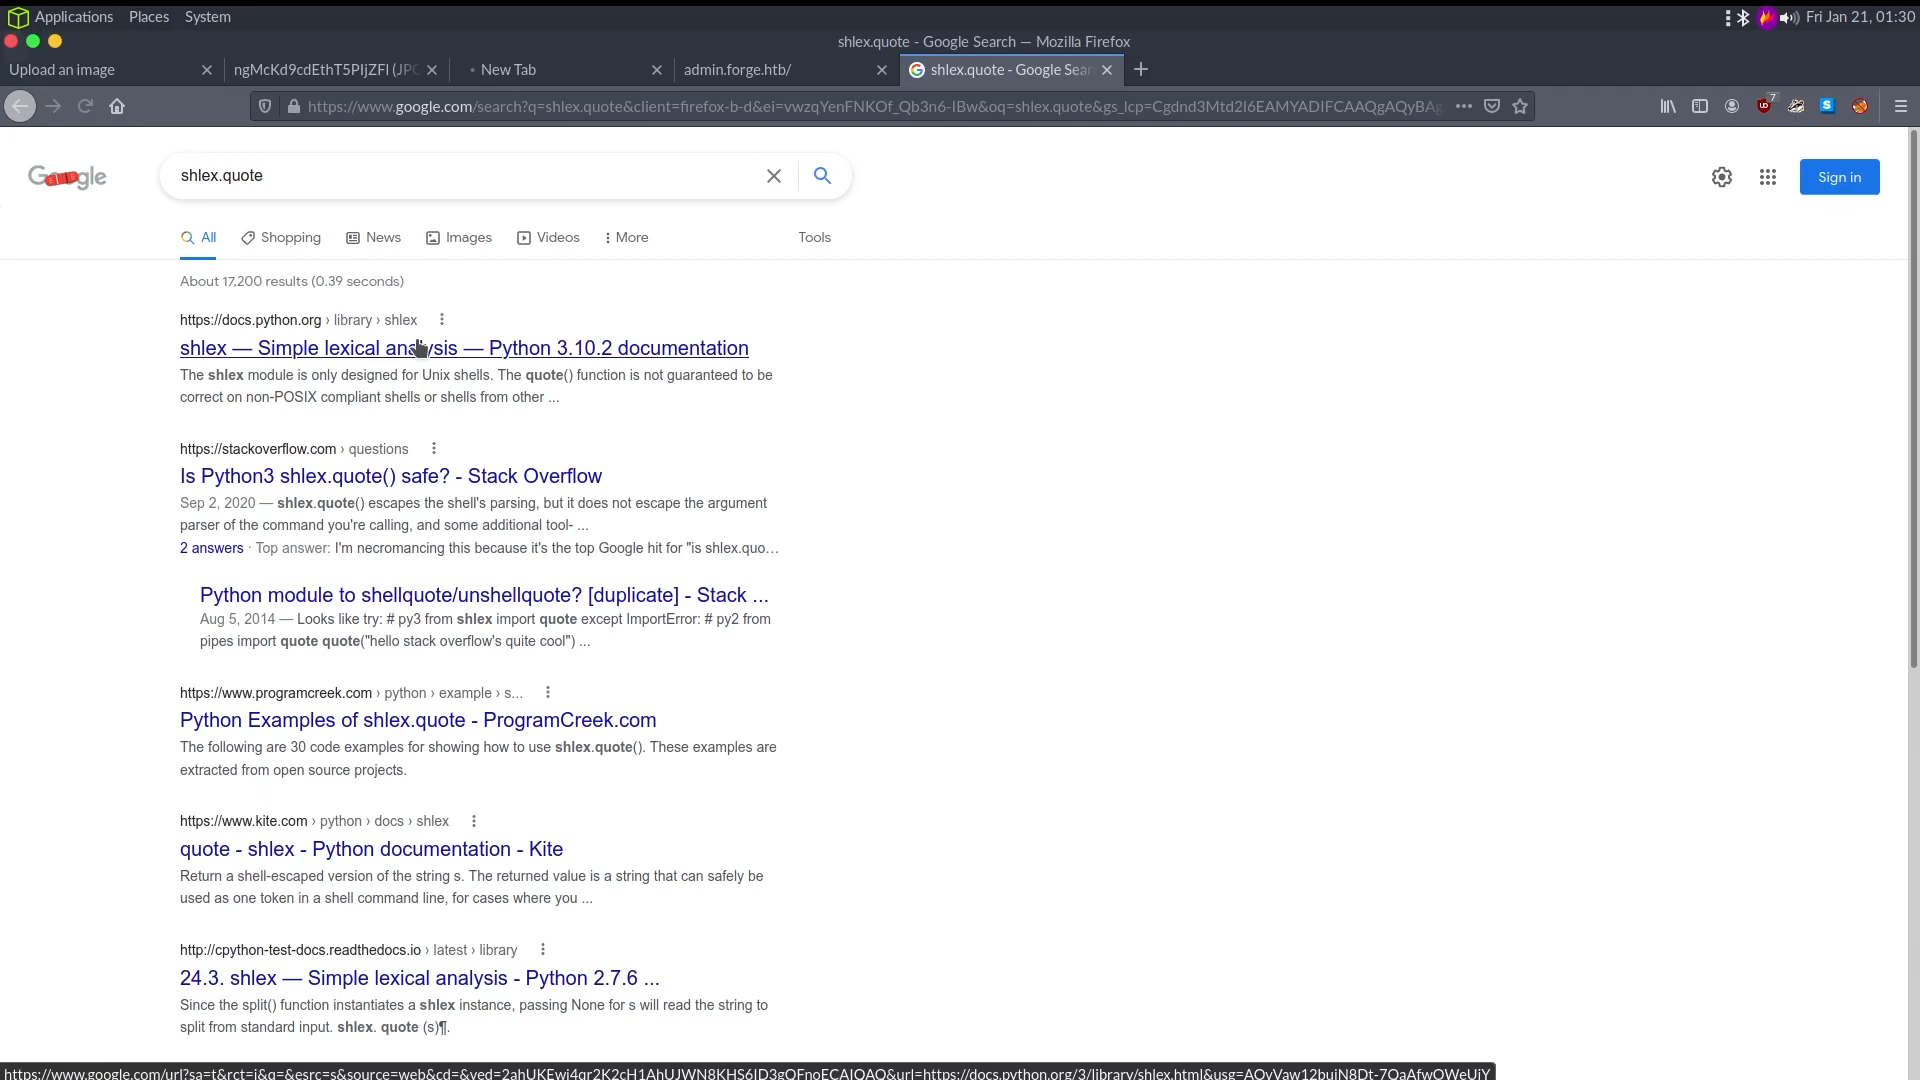 Applications Places System
Fri Jan 21, 01:30
shlex.quote - Google Search — Mozilla Firefox
Upload an image
ngMcKd9cdEthT5PIjZFl (JPG
New Tab
admin.forge.htb/
shlex.quote - Google Sear
https://www.google.com/search?q=shlex.quote&client=firefox-b-d&ei=vwzqYenFNKOf_Qb3n6-IBw&oq=shlex.quote&gs_lcp=Cgdnd3Mtd2l6EAMYADIFCAAQgAQyBAg
7
Google
shlex.quote
Sign in
All Shopping News Images Videos More Tools
About 17,200 results (0.39 seconds)
https://docs.python.org › library › shlex
shlex — Simple lexical analysis — Python 3.10.2 documentation
The shlex module is only designed for Unix shells. The quote() function is not guaranteed to be
correct on non-POSIX compliant shells or shells from other ...
https://stackoverflow.com › questions
Is Python3 shlex.quote() safe? - Stack Overflow
Sep 2, 2020 — shlex.quote() escapes the shell's parsing, but it does not escape the argument
parser of the command you're calling, and some additional tool- ...
2 answers · Top answer: I'm necromancing this because it's the top Google hit for "is shlex.quo…
Python module to shellquote/unshellquote? [duplicate] - Stack ...
Aug 5, 2014 — Looks like try: # py3 from shlex import quote except ImportError: # py2 from
pipes import quote quote("hello stack overflow's quite cool") ...
https://www.programcreek.com › python › example › s...
Python Examples of shlex.quote - ProgramCreek.com
The following are 30 code examples for showing how to use shlex.quote(). These examples are
extracted from open source projects.
https://www.kite.com › python › docs › shlex
quote - shlex - Python documentation - Kite
Return a shell-escaped version of the string s. The returned value is a string that can safely be
used as one token in a shell command line, for cases where you ...
http://cpython-test-docs.readthedocs.io › latest › library
24.3. shlex — Simple lexical analysis - Python 2.7.6 ...
Since the split() function instantiates a shlex instance, passing None for s will read the string to
split from standard input. shlex. quote (s)¶.